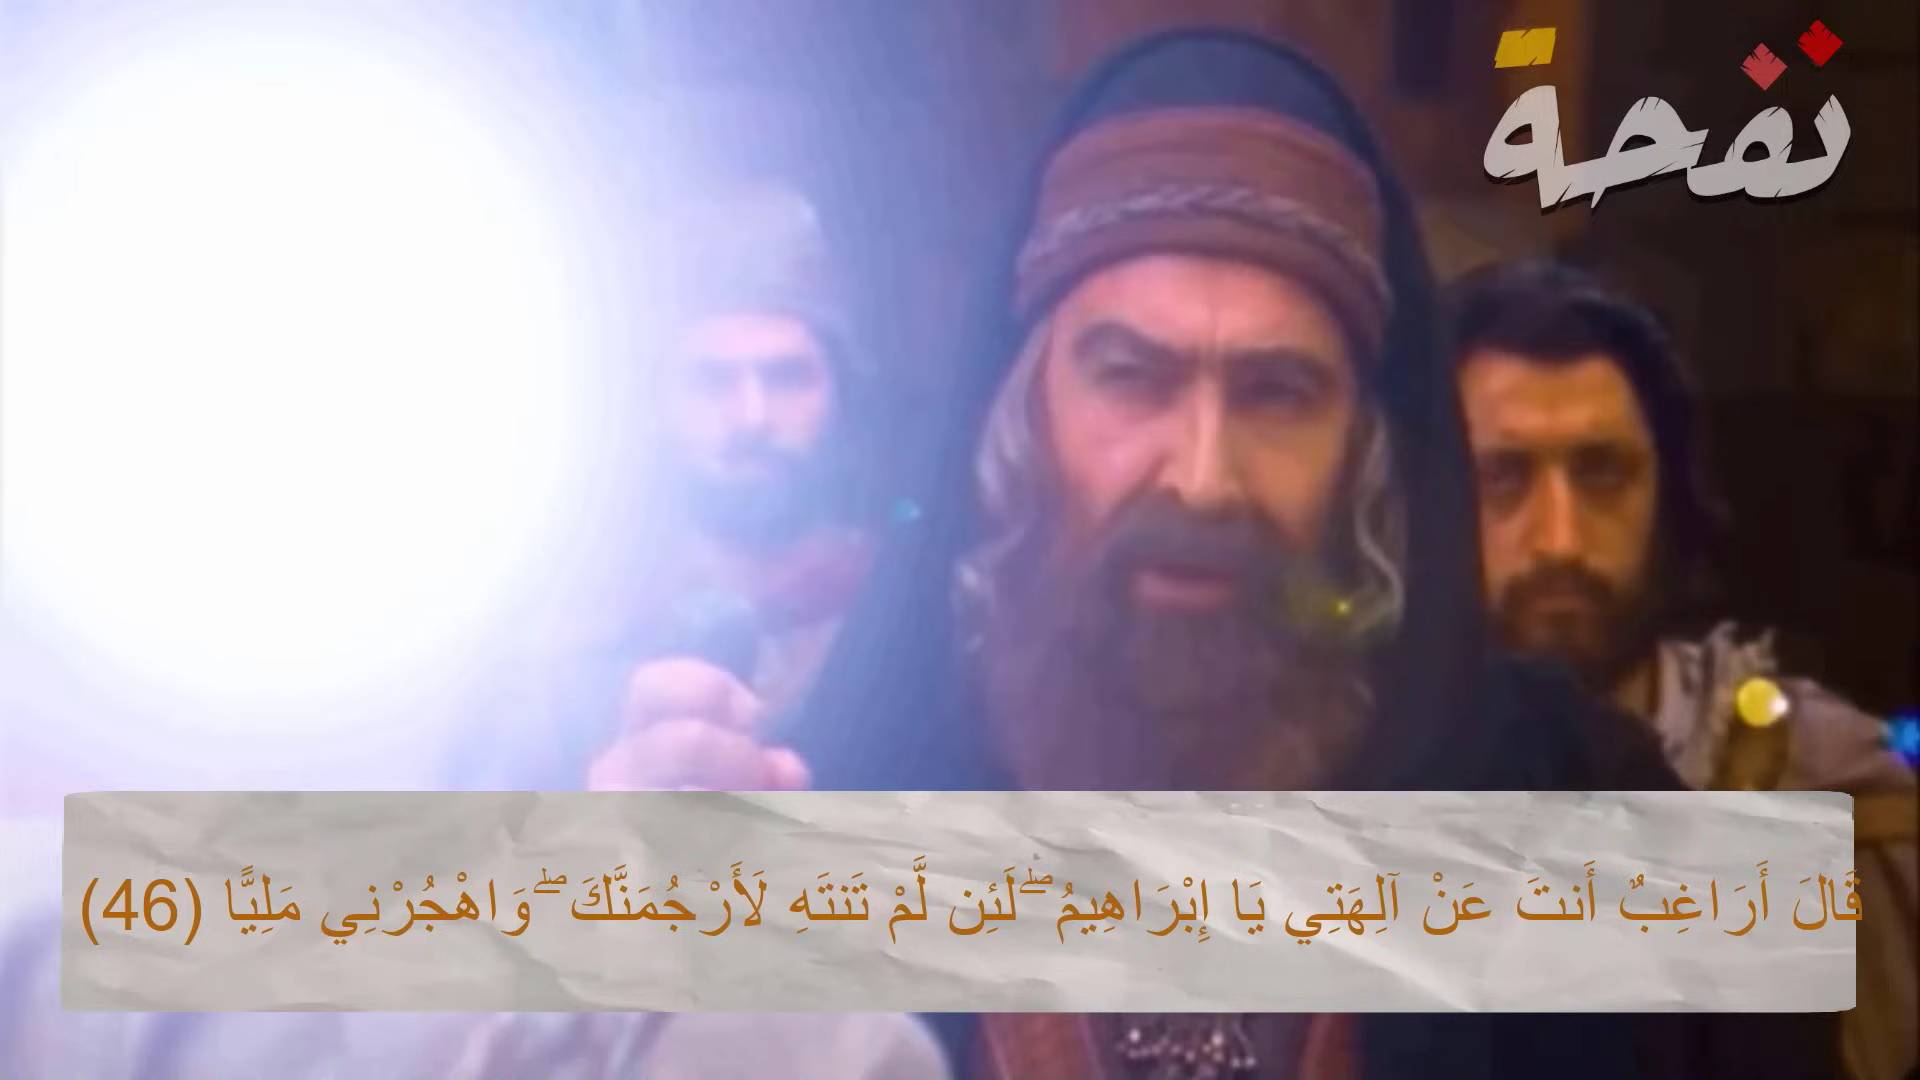 نفحة
قَالَ أَرَاغِبٌ أَنتَ عَنْ آلِهَتِي يَا إِبْرَاهِيمُ ۖ لَئِن لَّمْ تَنتَهِ لَأَرْجُمَنَّكَ ۖ وَاهْجُرْنِي مَلِيًّا (46)